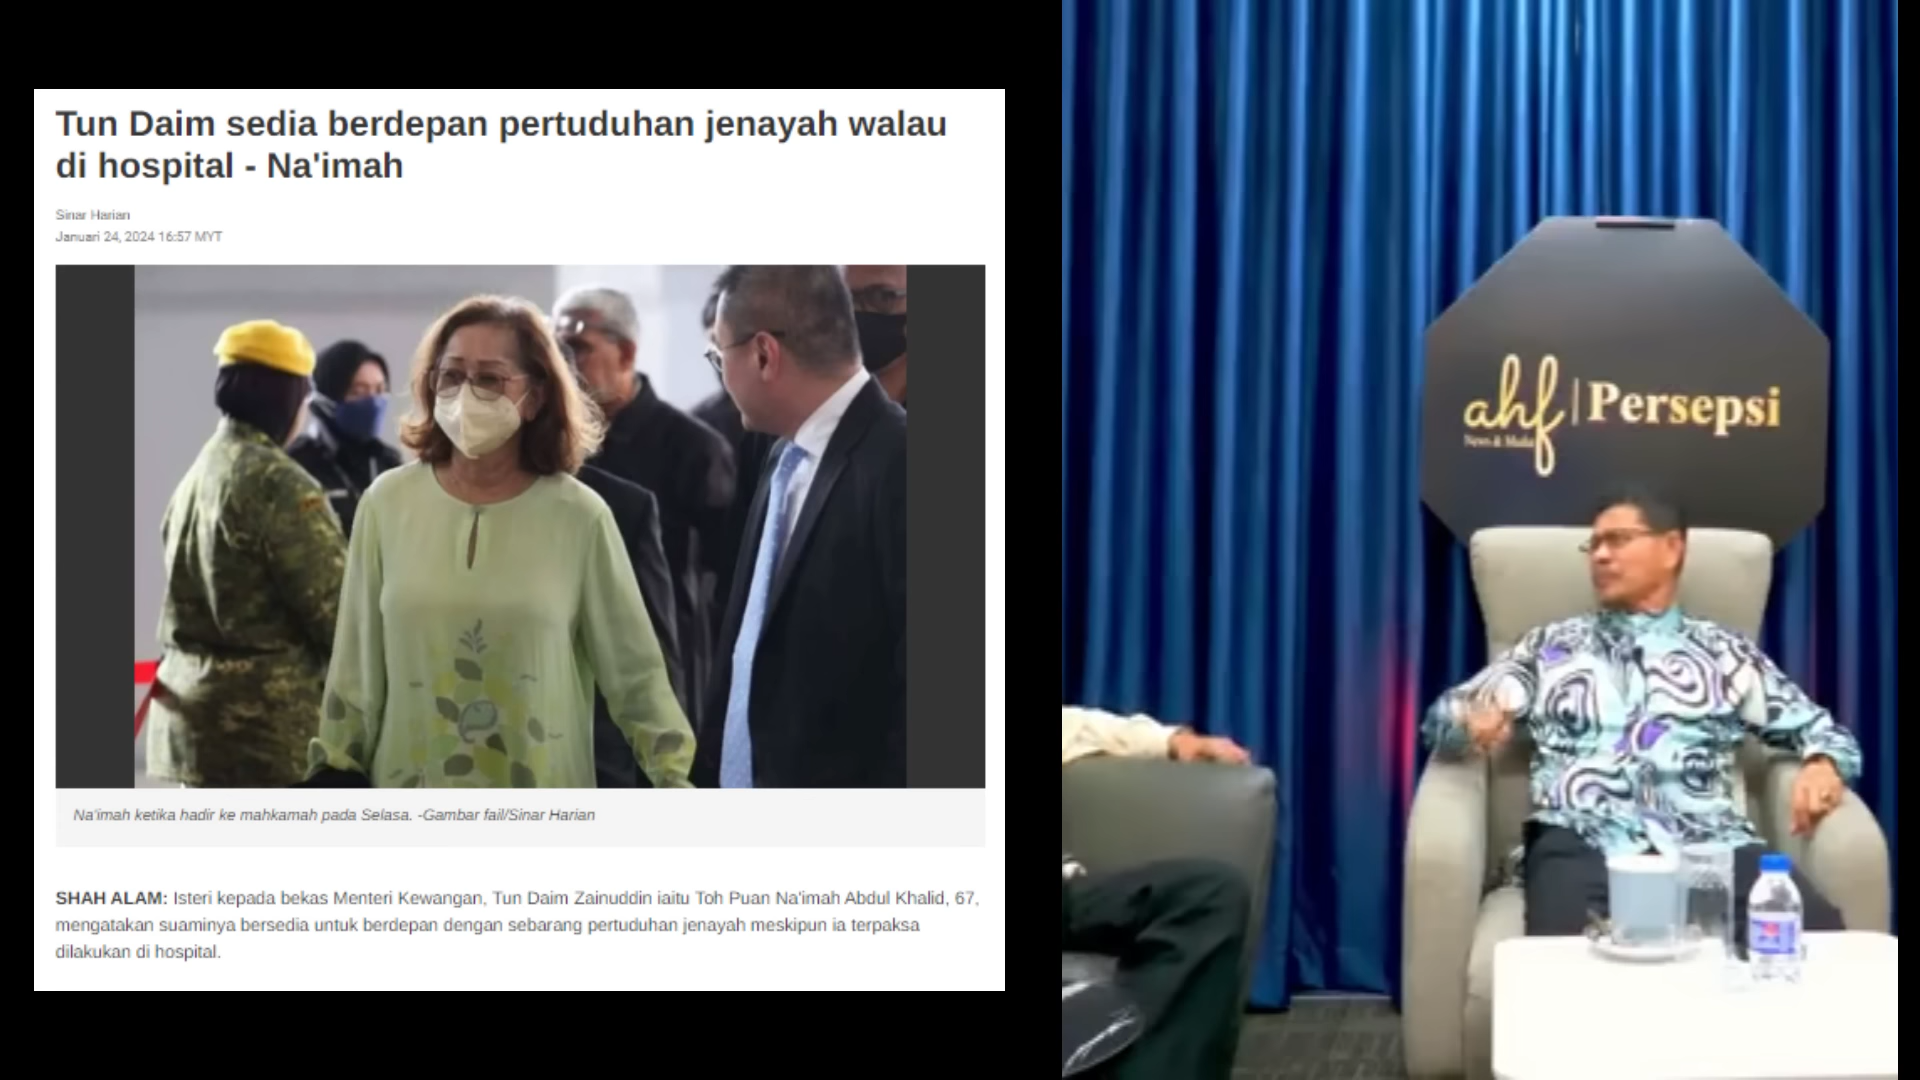 Tun Daim sedia berdepan pertuduhan jenayah walau
di hospital - Na'imah
Sinar Harian
Januari 24, 2024 16:57 MYT
Na'imah ketika hadir ke mahkamah pada Selasa. -Gambar fail/Sinar Harian
SHAH ALAM: Isteri kepada bekas Menteri Kewangan, Tun Daim Zainuddin iaitu Toh Puan Na'imah Abdul Khalid, 67,
mengatakan suaminya bersedia untuk berdepan dengan sebarang pertuduhan jenayah meskipun ia terpaksa
dilakukan di hospital.
ahf | Persepsi
News & Media